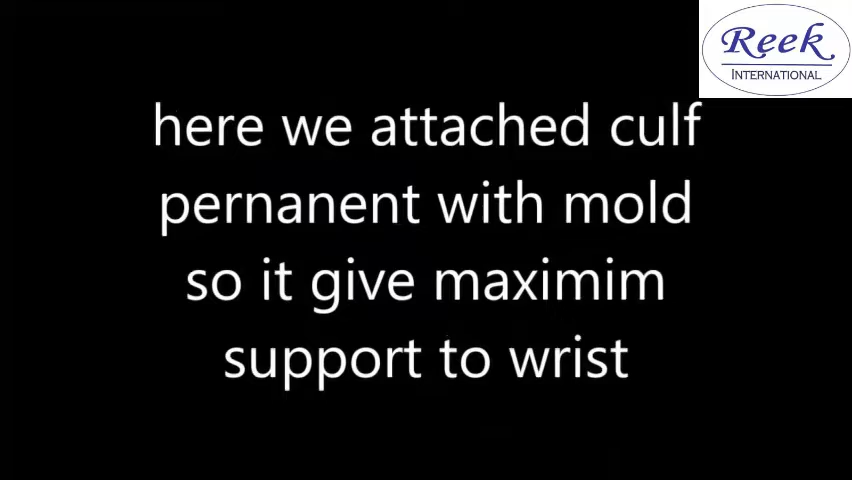 Reek
INTERNATIONAL
here we attached culf
pernanent with mold
so it give maximim
support to wrist